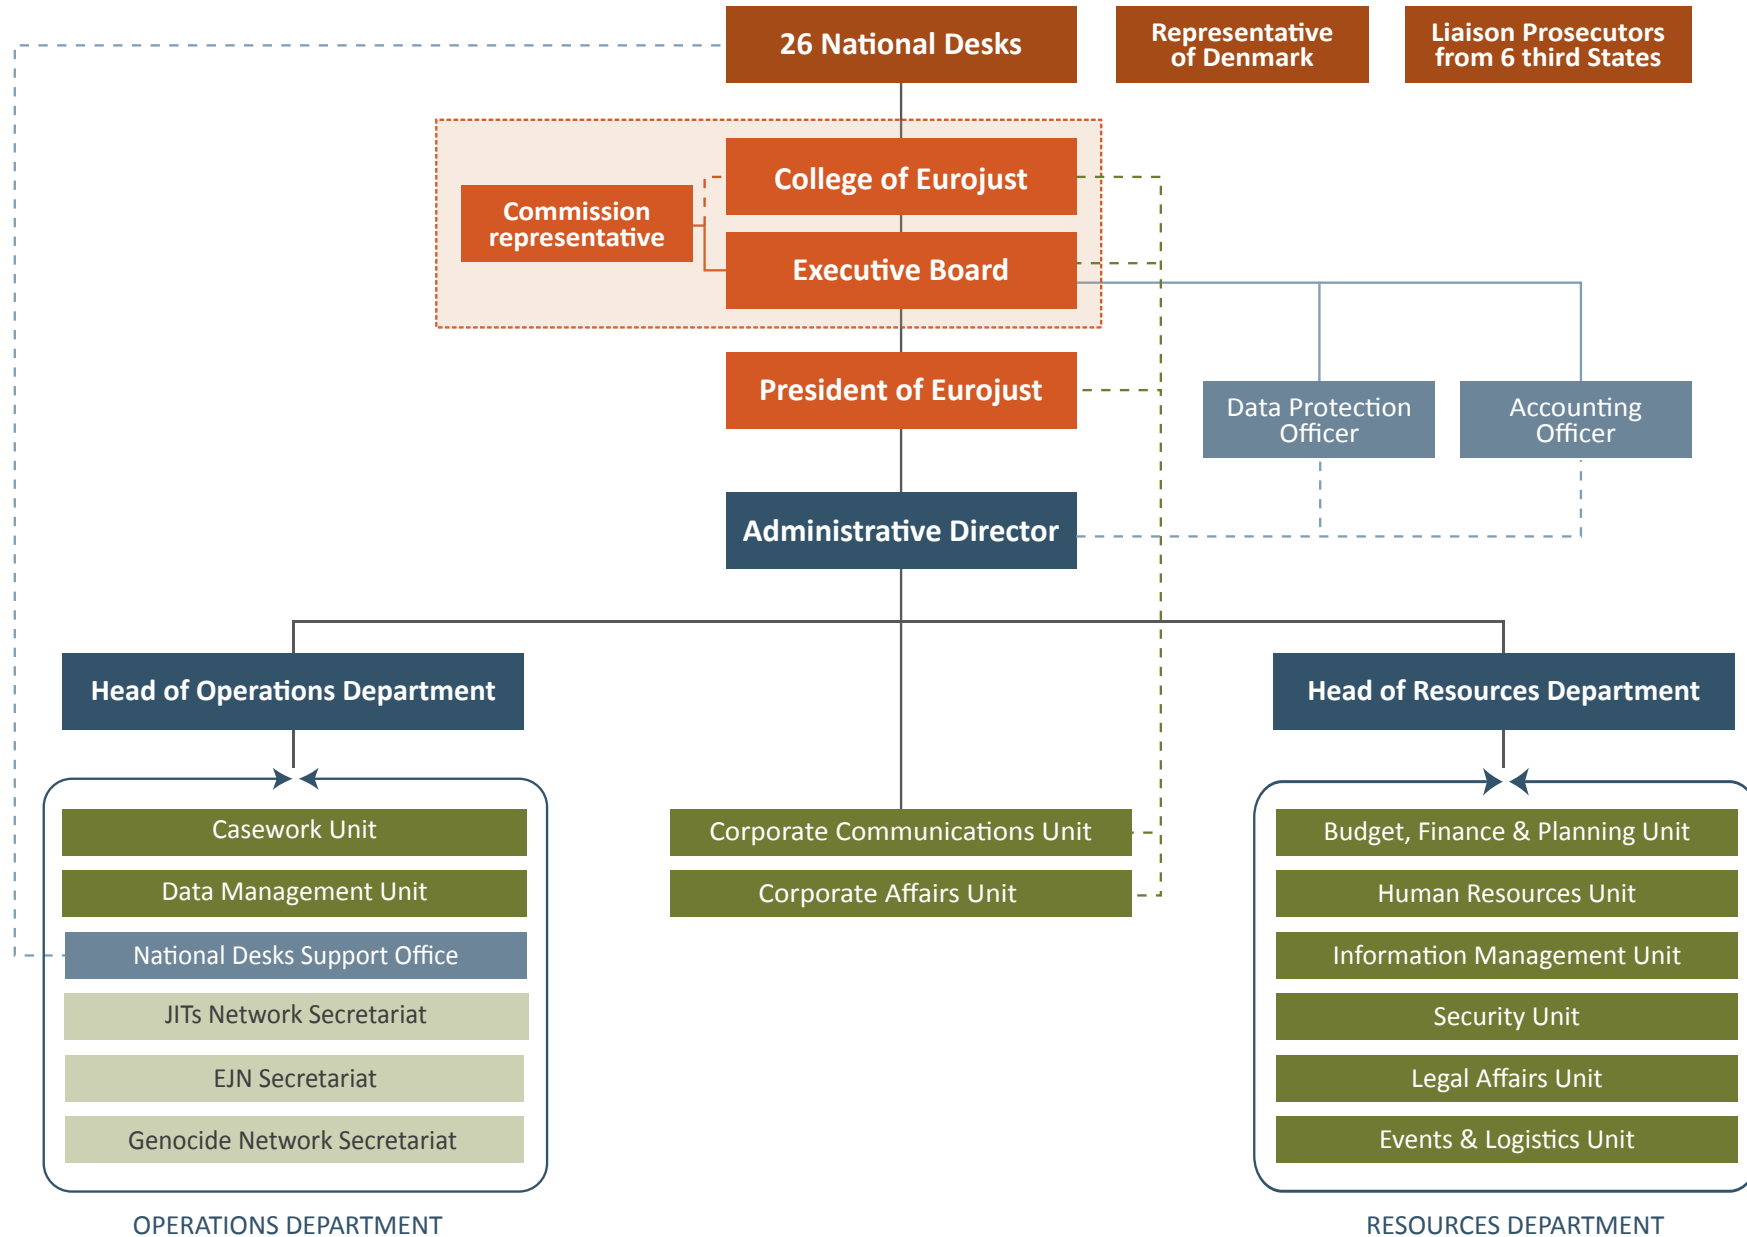 26 National Desks
Representative
of Denmark
Liaison Prosecutors
from 6 third States
College of Eurojust
Commission
representative
Executive Board
President of Eurojust
Data Protection
Officer
Accounting
Officer
Administrative Director
Head of Operations Department
Head of Resources Department
Casework Unit
Data Management Unit
National Desks Support Office
JITs Network Secretariat
EJN Secretariat
Genocide Network Secretariat
OPERATIONS DEPARTMENT
Corporate Communications Unit
Corporate Affairs Unit
Budget, Finance & Planning Unit
Human Resources Unit
Information Management Unit
Security Unit
Legal Affairs Unit
Events & Logistics Unit
RESOURCES DEPARTMENT